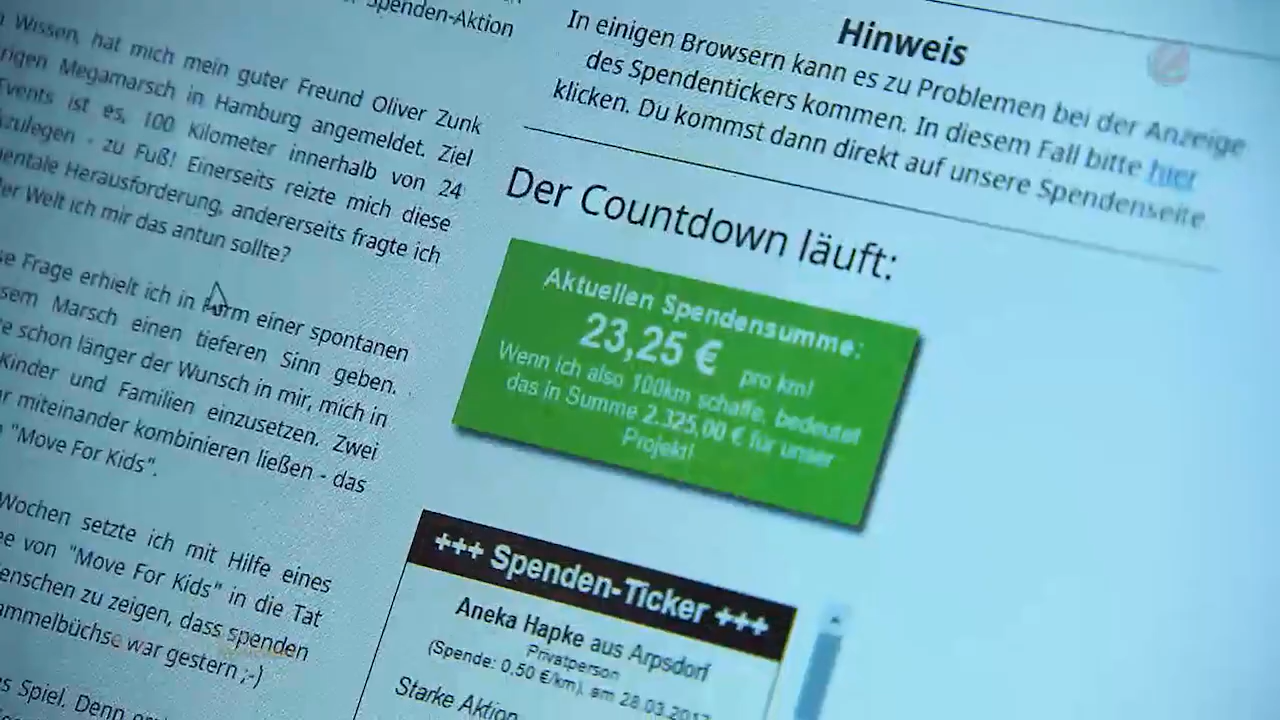 Spenden-Aktion
Wissen, hat mich mein guter Freund Oliver Zunk
Megamarsch in Hamburg angemeldet. Ziel
Events ist es, 100 Kilometer innerhalb von 24
- zu Fuß! Einerseits reizte mich diese
Herausforderung, andererseits fragte ich
Welt ich mir das antun sollte?
Frage erhielt ich in Form einer spontanen
Marsch einen tieferen Sinn geben.
schon länger der Wunsch in mir, mich in
Kinder und Familien einzusetzen. Zwei
miteinander kombinieren ließen - das
"Move For Kids".
Wochen setzte ich mit Hilfe eines
von "Move For Kids" in die Tat
zu zeigen, dass spenden
war gestern ;-)
Spiel. Denn
Hinweis
In einigen Browsern kann es zu Problemen bei der Anzeige
des Spendentickers kommen. In diesem Fall bitte hier
klicken. Du kommst dann direkt auf unsere Spendenseite
Der Countdown läuft:
Aktuellen Spendensumme:
23,25 € pro km!
Wenn ich also 100km schaffe, bedeutet
das in Summe 2.325,00 € für unser
Projekt!
+++ Spenden-Ticker +++
Aneka Hapke aus Arpsdorf
Privatperson
(Spende: 0,50 €/km), am 28.03.2017
Starke Aktion